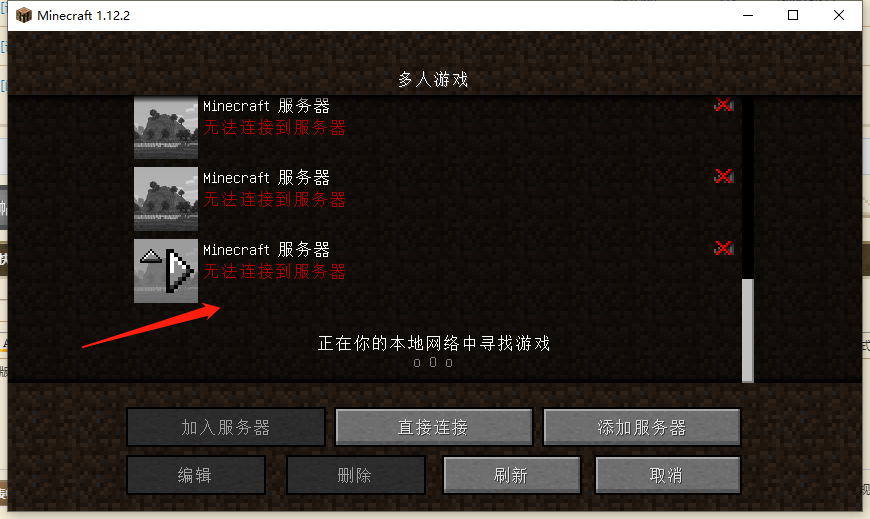 Minecraft 1.12.2
多人游戏
Minecraft 服务器
无法连接到服务器
Minecraft 服务器
无法连接到服务器
Minecraft 服务器
无法连接到服务器
正在你的本地网络中寻找游戏
加入服务器 直接连接 添加服务器
编辑 删除 刷新 取消